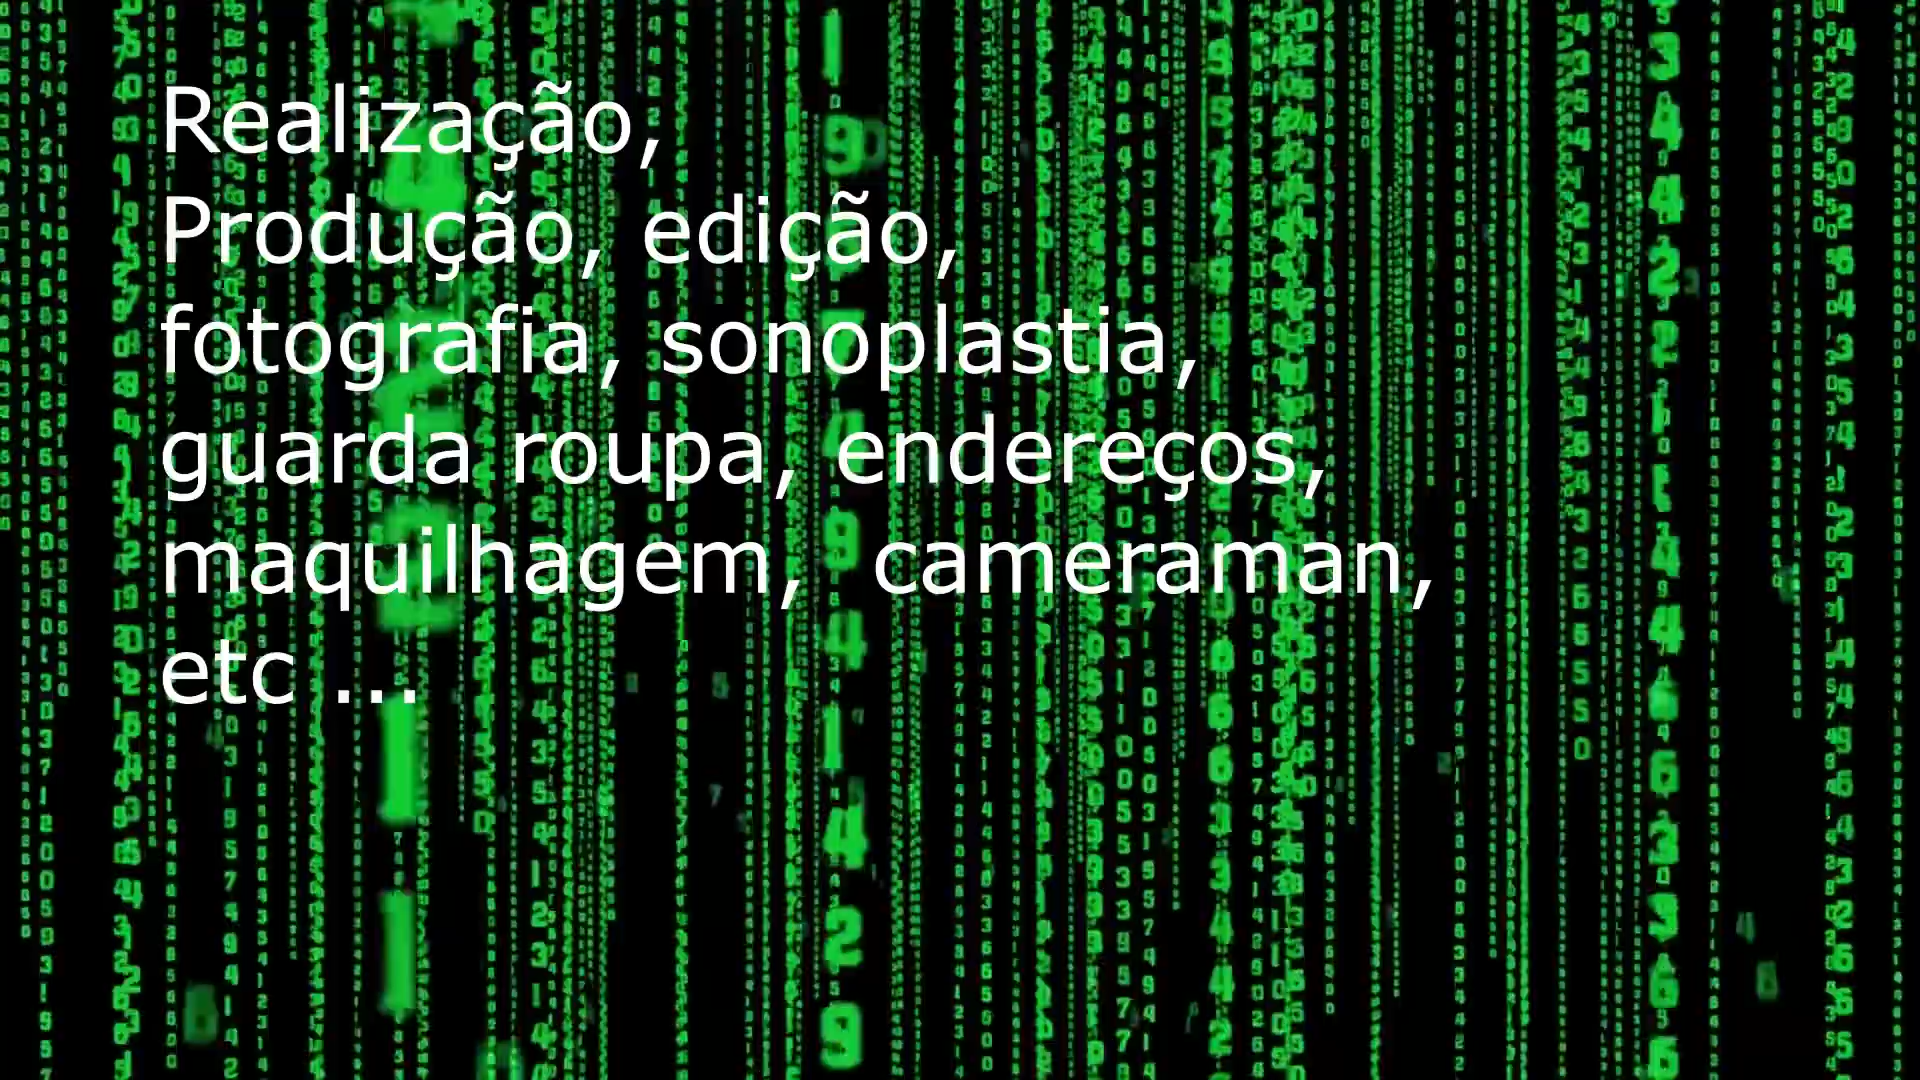 Realização,
Produção, edição,
fotografia, sonoplastia,
guarda roupa, endereços,
maquilhagem,  cameraman,
etc ...